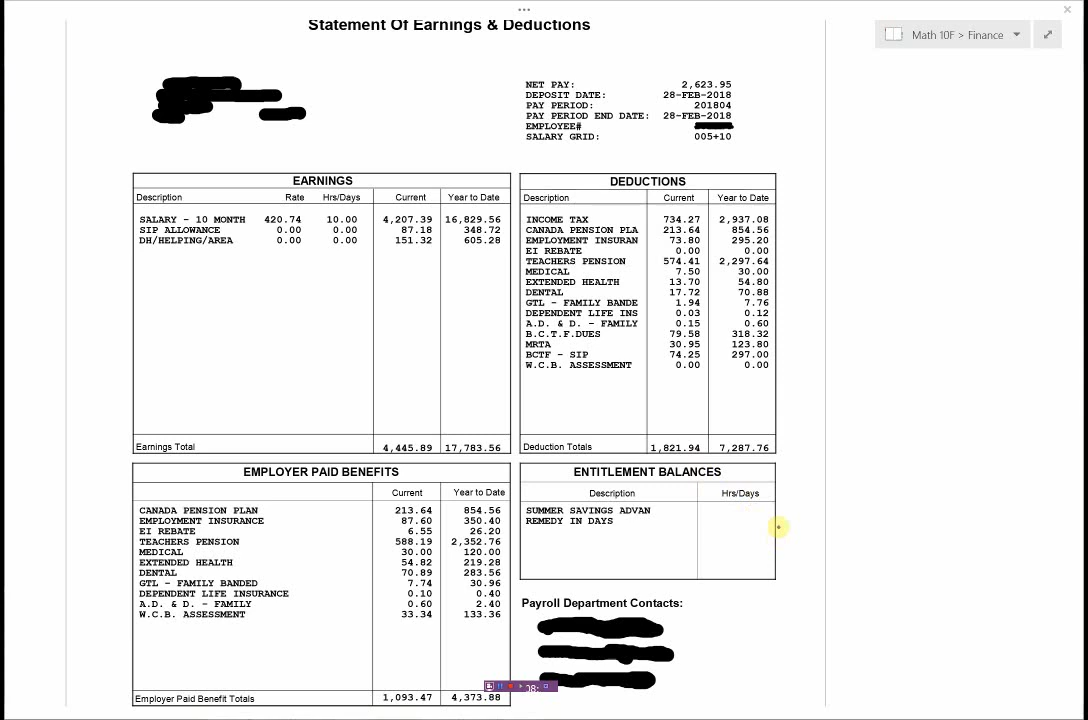 Math 10F > Finance
Statement Of Earnings & Deductions
NET PAY: 2,623.95
DEPOSIT DATE: 28-FEB-2018
PAY PERIOD: 201804
PAY PERIOD END DATE: 28-FEB-2018
EMPLOYEE#
SALARY GRID: 005+10
EARNINGS
Description Rate Hrs/Days Current Year to Date
SALARY - 10 MONTH 420.74 10.00 4,207.39 16,829.56
SIP ALLOWANCE 0.00 0.00 87.18 348.72
DH/HELPING/AREA 0.00 0.00 151.32 605.28
Earnings Total 4,445.89 17,783.56
DEDUCTIONS
Description Current Year to Date
INCOME TAX 734.27 2,937.08
CANADA PENSION PLA 213.64 854.56
EMPLOYMENT INSURAN 73.80 295.20
EI REBATE 0.00 0.00
TEACHERS PENSION 574.41 2,297.64
MEDICAL 7.50 30.00
EXTENDED HEALTH 13.70 54.80
DENTAL 17.72 70.88
GTL - FAMILY BANDE 1.94 7.76
DEPENDENT LIFE INS 0.03 0.12
A.D. & D. - FAMILY 0.15 0.60
B.C.T.F.DUES 79.58 318.32
MRTA 30.95 123.80
BCTF - SIP 74.25 297.00
W.C.B. ASSESSMENT 0.00 0.00
Deduction Totals 1,821.94 7,287.76
EMPLOYER PAID BENEFITS
Current Year to Date
CANADA PENSION PLAN 213.64 854.56
EMPLOYMENT INSURANCE 87.60 350.40
EI REBATE 6.55 26.20
TEACHERS PENSION 588.19 2,352.76
MEDICAL 30.00 120.00
EXTENDED HEALTH 54.82 219.28
DENTAL 70.89 283.56
GTL - FAMILY BANDED 7.74 30.96
DEPENDENT LIFE INSURANCE 0.10 0.40
A.D. & D. - FAMILY 0.60 2.40
W.C.B. ASSESSMENT 33.34 133.36
Employer Paid Benefit Totals 1,093.47 4,373.88
ENTITLEMENT BALANCES
Description Hrs/Days
SUMMER SAVINGS ADVAN
REMEDY IN DAYS
Payroll Department Contacts: